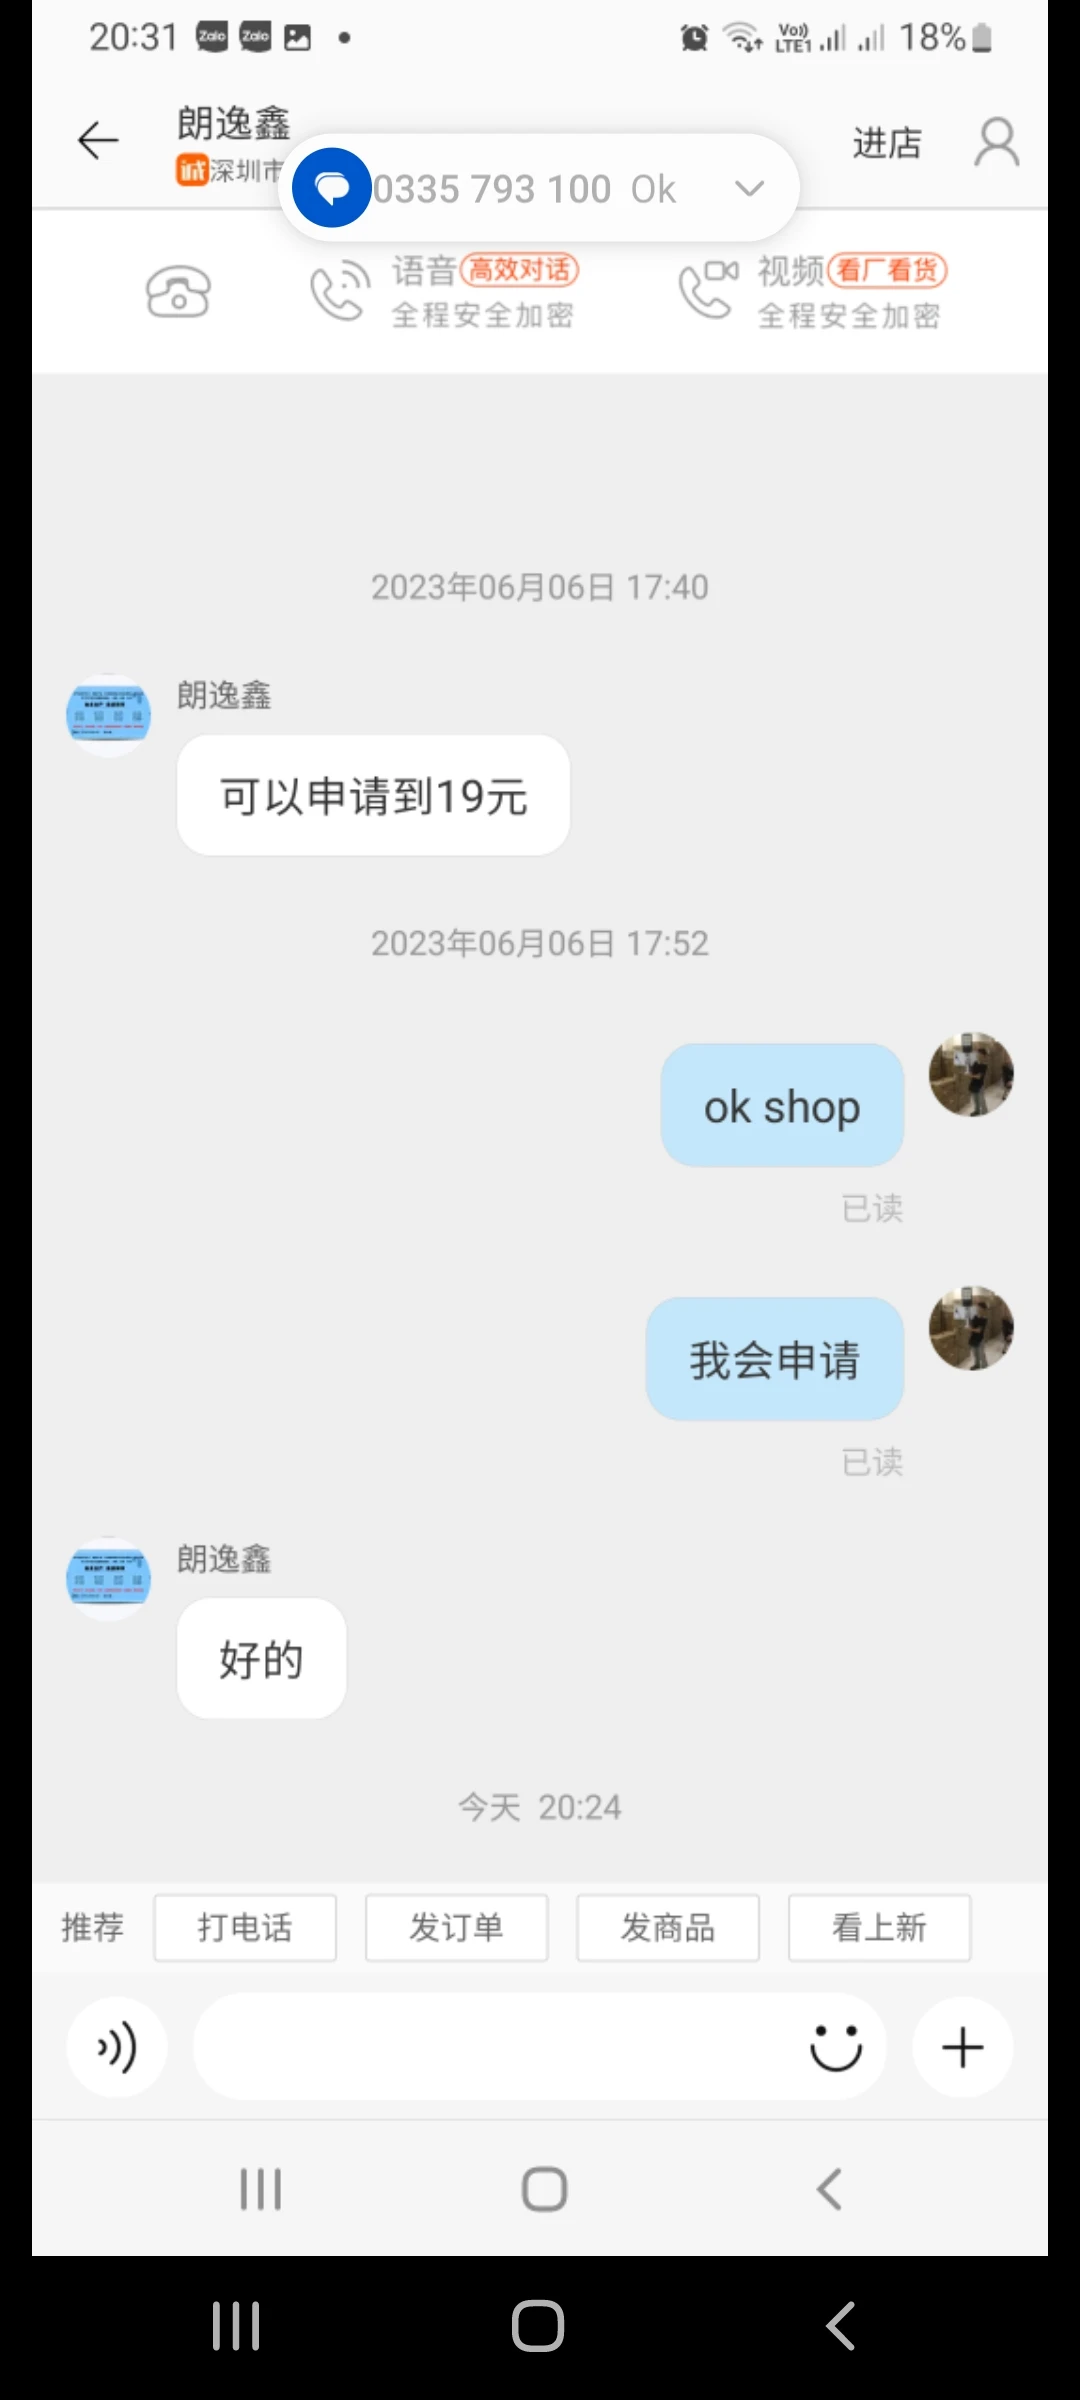 20:31
Zalo Zalo
Vo)) LTE1
18%
朗逸鑫
诚深圳市
0335 793 100 Ok
进店
语音 高效对话
全程安全加密
视频 看厂看货
全程安全加密
2023年06月06日 17:40
朗逸鑫
可以申请到19元
2023年06月06日 17:52
ok shop
已读
我会申请
已读
朗逸鑫
好的
今天 20:24
推荐 打电话 发订单 发商品 看上新